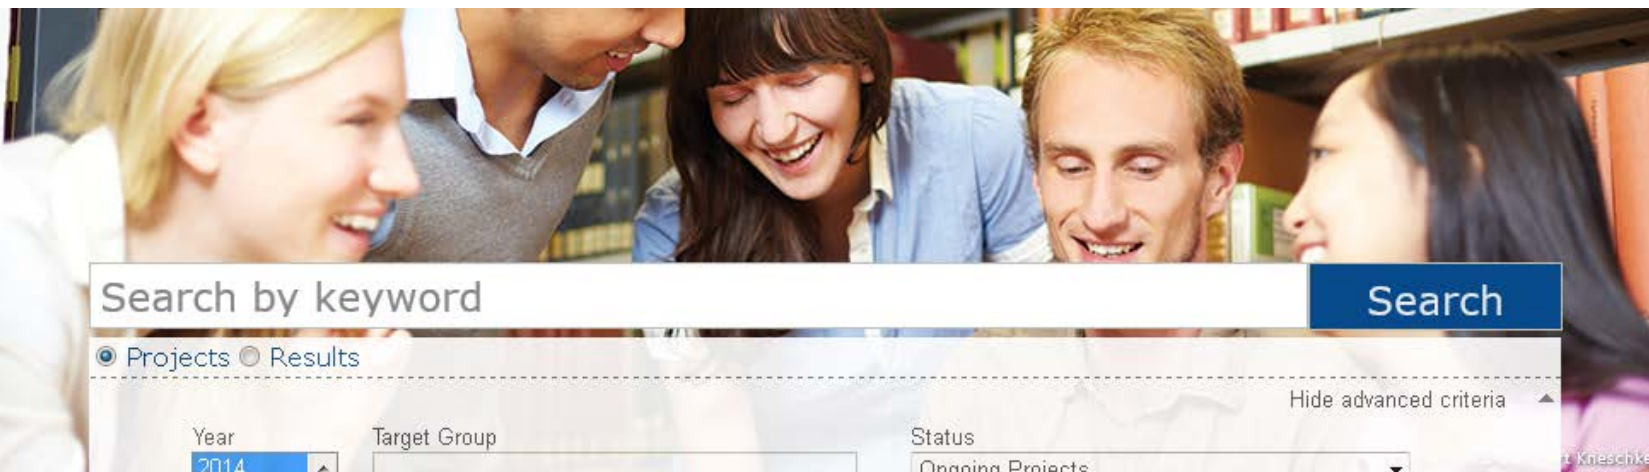 Search by keyword
Search
Projects Results
Hide advanced criteria
Year
Target Group
Status
2014
Ongoing Projects